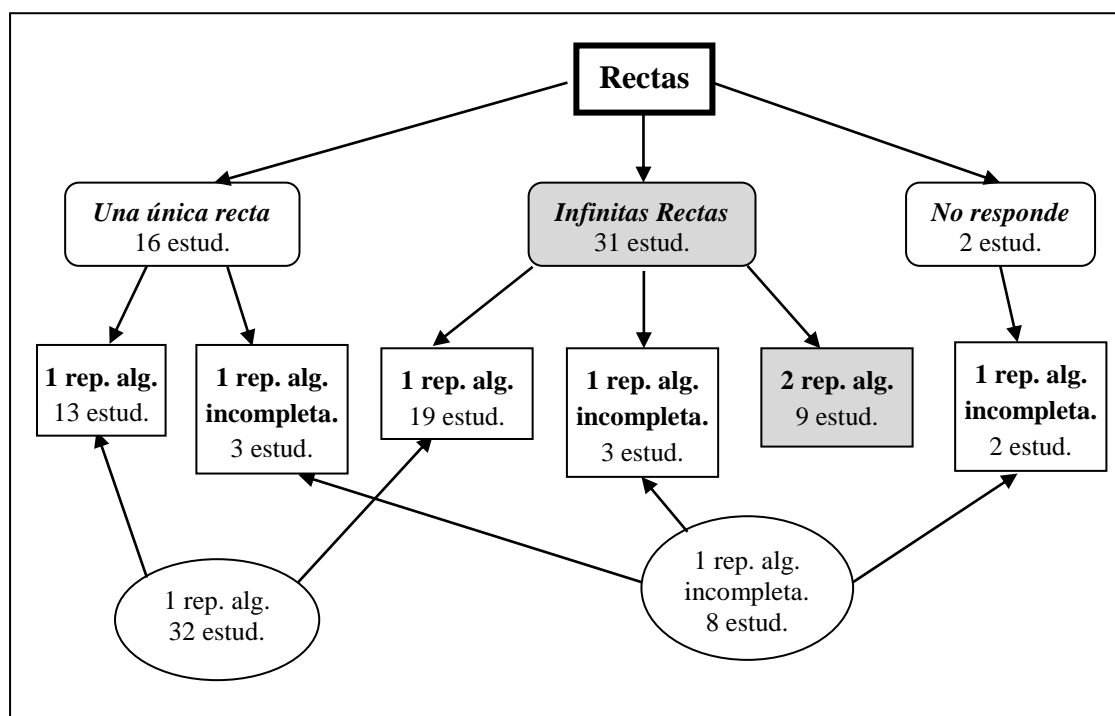 Rectas
Una única recta
16 estud.
Infinitas Rectas
31 estud.
No responde
2 estud.
1 rep. alg.
13 estud.
1 rep. alg.
incompleta.
3 estud.
1 rep. alg.
19 estud.
1 rep. alg.
incompleta.
3 estud.
2 rep. alg.
9 estud.
1 rep. alg.
incompleta.
2 estud.
1 rep. alg.
32 estud.
1 rep. alg.
incompleta.
8 estud.